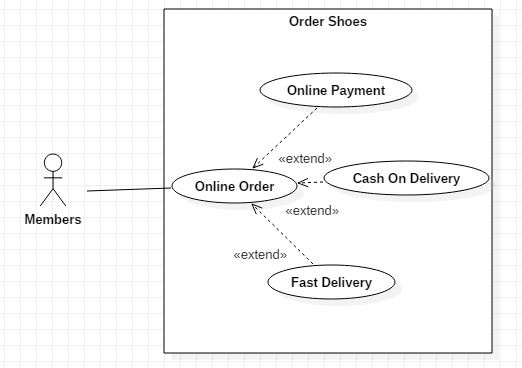 Order Shoes
Online Payment
«extend»
Cash On Delivery
Online Order
«extend»
Members
«extend»
Fast Delivery